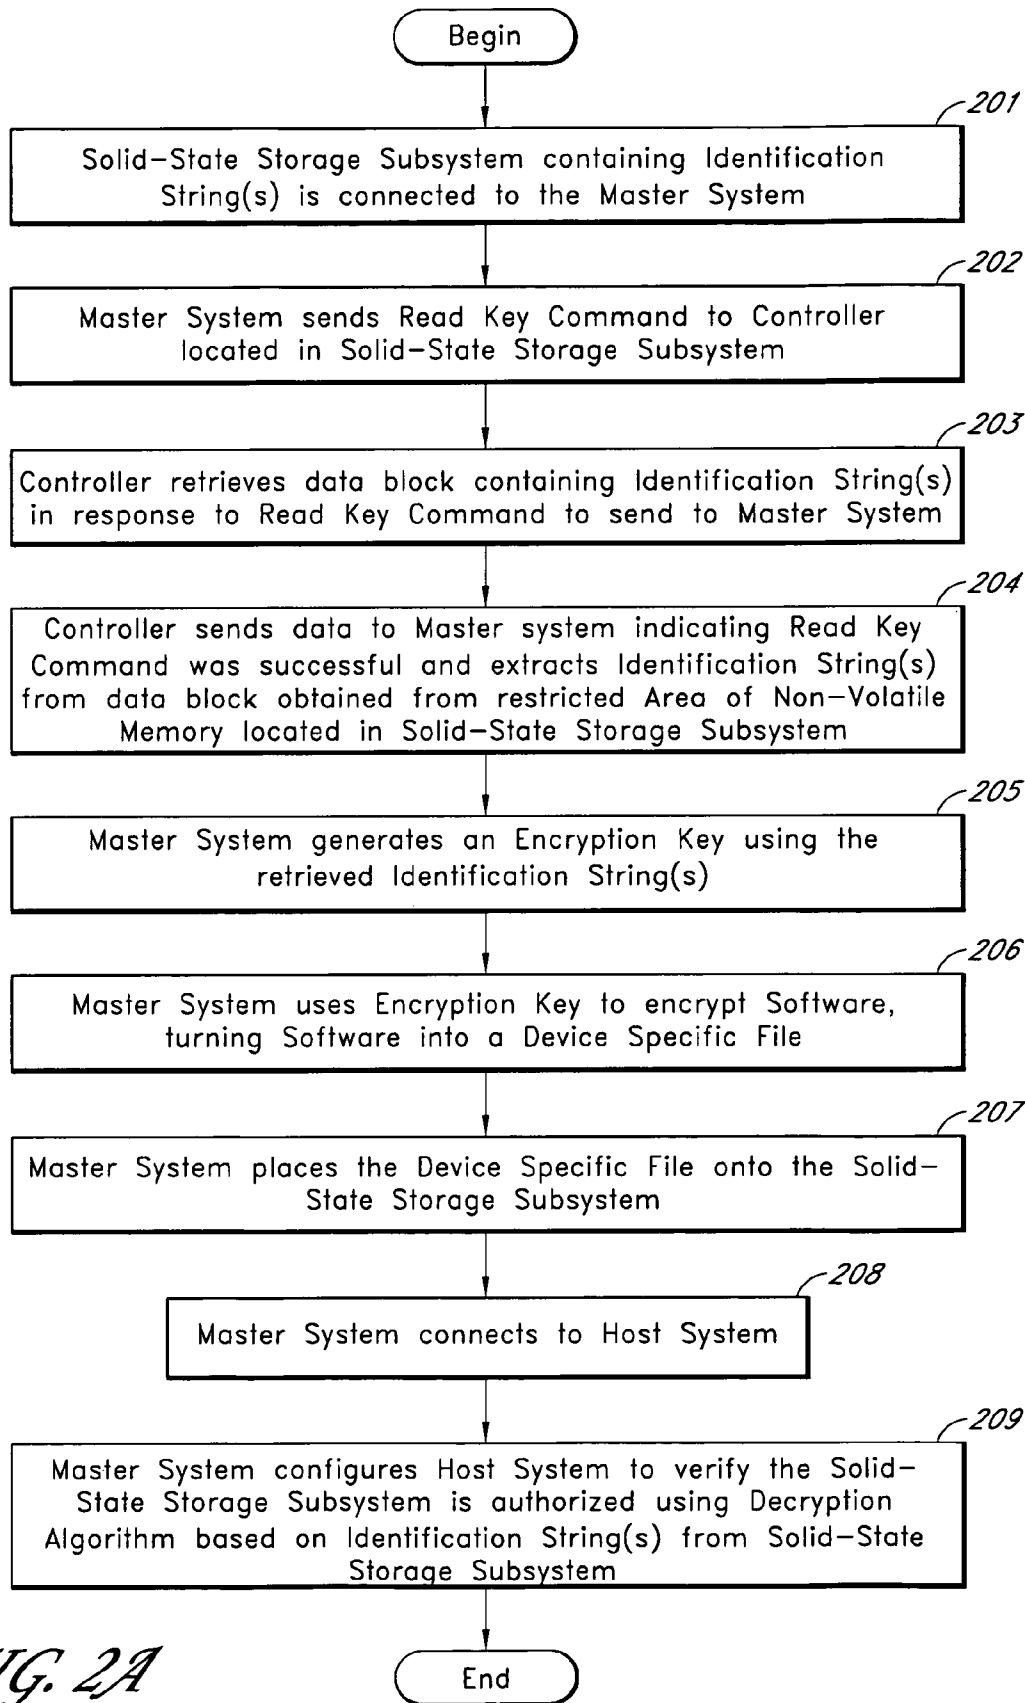 Begin
201
Solid-State Storage Subsystem containing Identification
String(s) is connected to the Master System
202
Master System sends Read Key Command to Controller
located in Solid-State Storage Subsystem
203
Controller retrieves data block containing Identification String(s)
in response to Read Key Command to send to Master System
204
Controller sends data to Master system indicating Read Key
Command was successful and extracts Identification String(s)
from data block obtained from restricted Area of Non-Volatile
Memory located in Solid-State Storage Subsystem
205
Master System generates an Encryption Key using the
retrieved Identification String(s)
206
Master System uses Encryption Key to encrypt Software,
turning Software into a Device Specific File
207
Master System places the Device Specific File onto the Solid-
State Storage Subsystem
208
Master System connects to Host System
209
Master System configures Host System to verify the Solid-
State Storage Subsystem is authorized using Decryption
Algorithm based on Identification String(s) from Solid-State
Storage Subsystem
End
IG. 2A